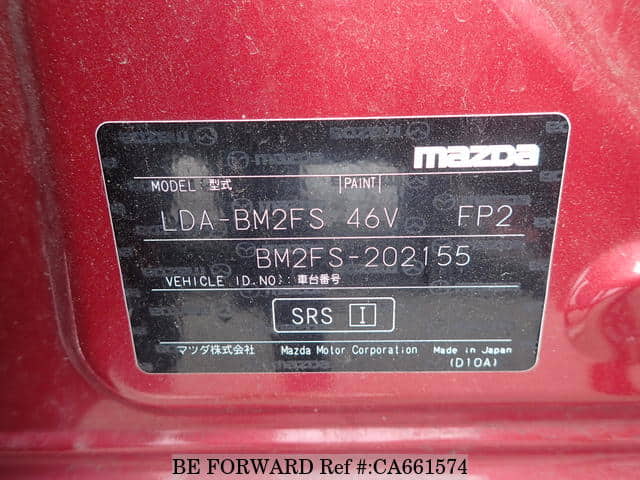 mazda
MODEL: 型式 PAINT
LDA-BM2FS 46V FP2
BM2FS-202155
VEHICLE ID.NO.: 車台番号
SRS I
マツダ株式会社 Mazda Motor Corporation Made in Japan
(D10A)
BE FORWARD Ref #:CA661574